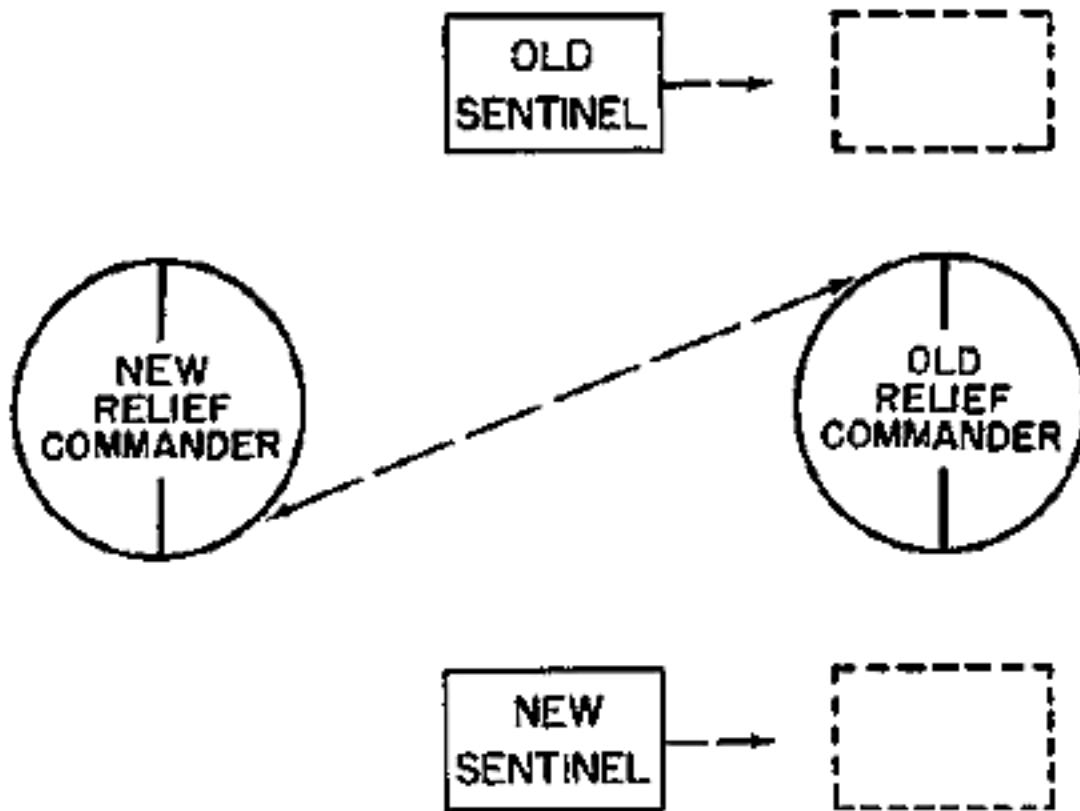 OLD
SENTINEL
NEW
RELIEF
COMMANDER
OLD
RELIEF
COMMANDER
NEW
SENTINEL